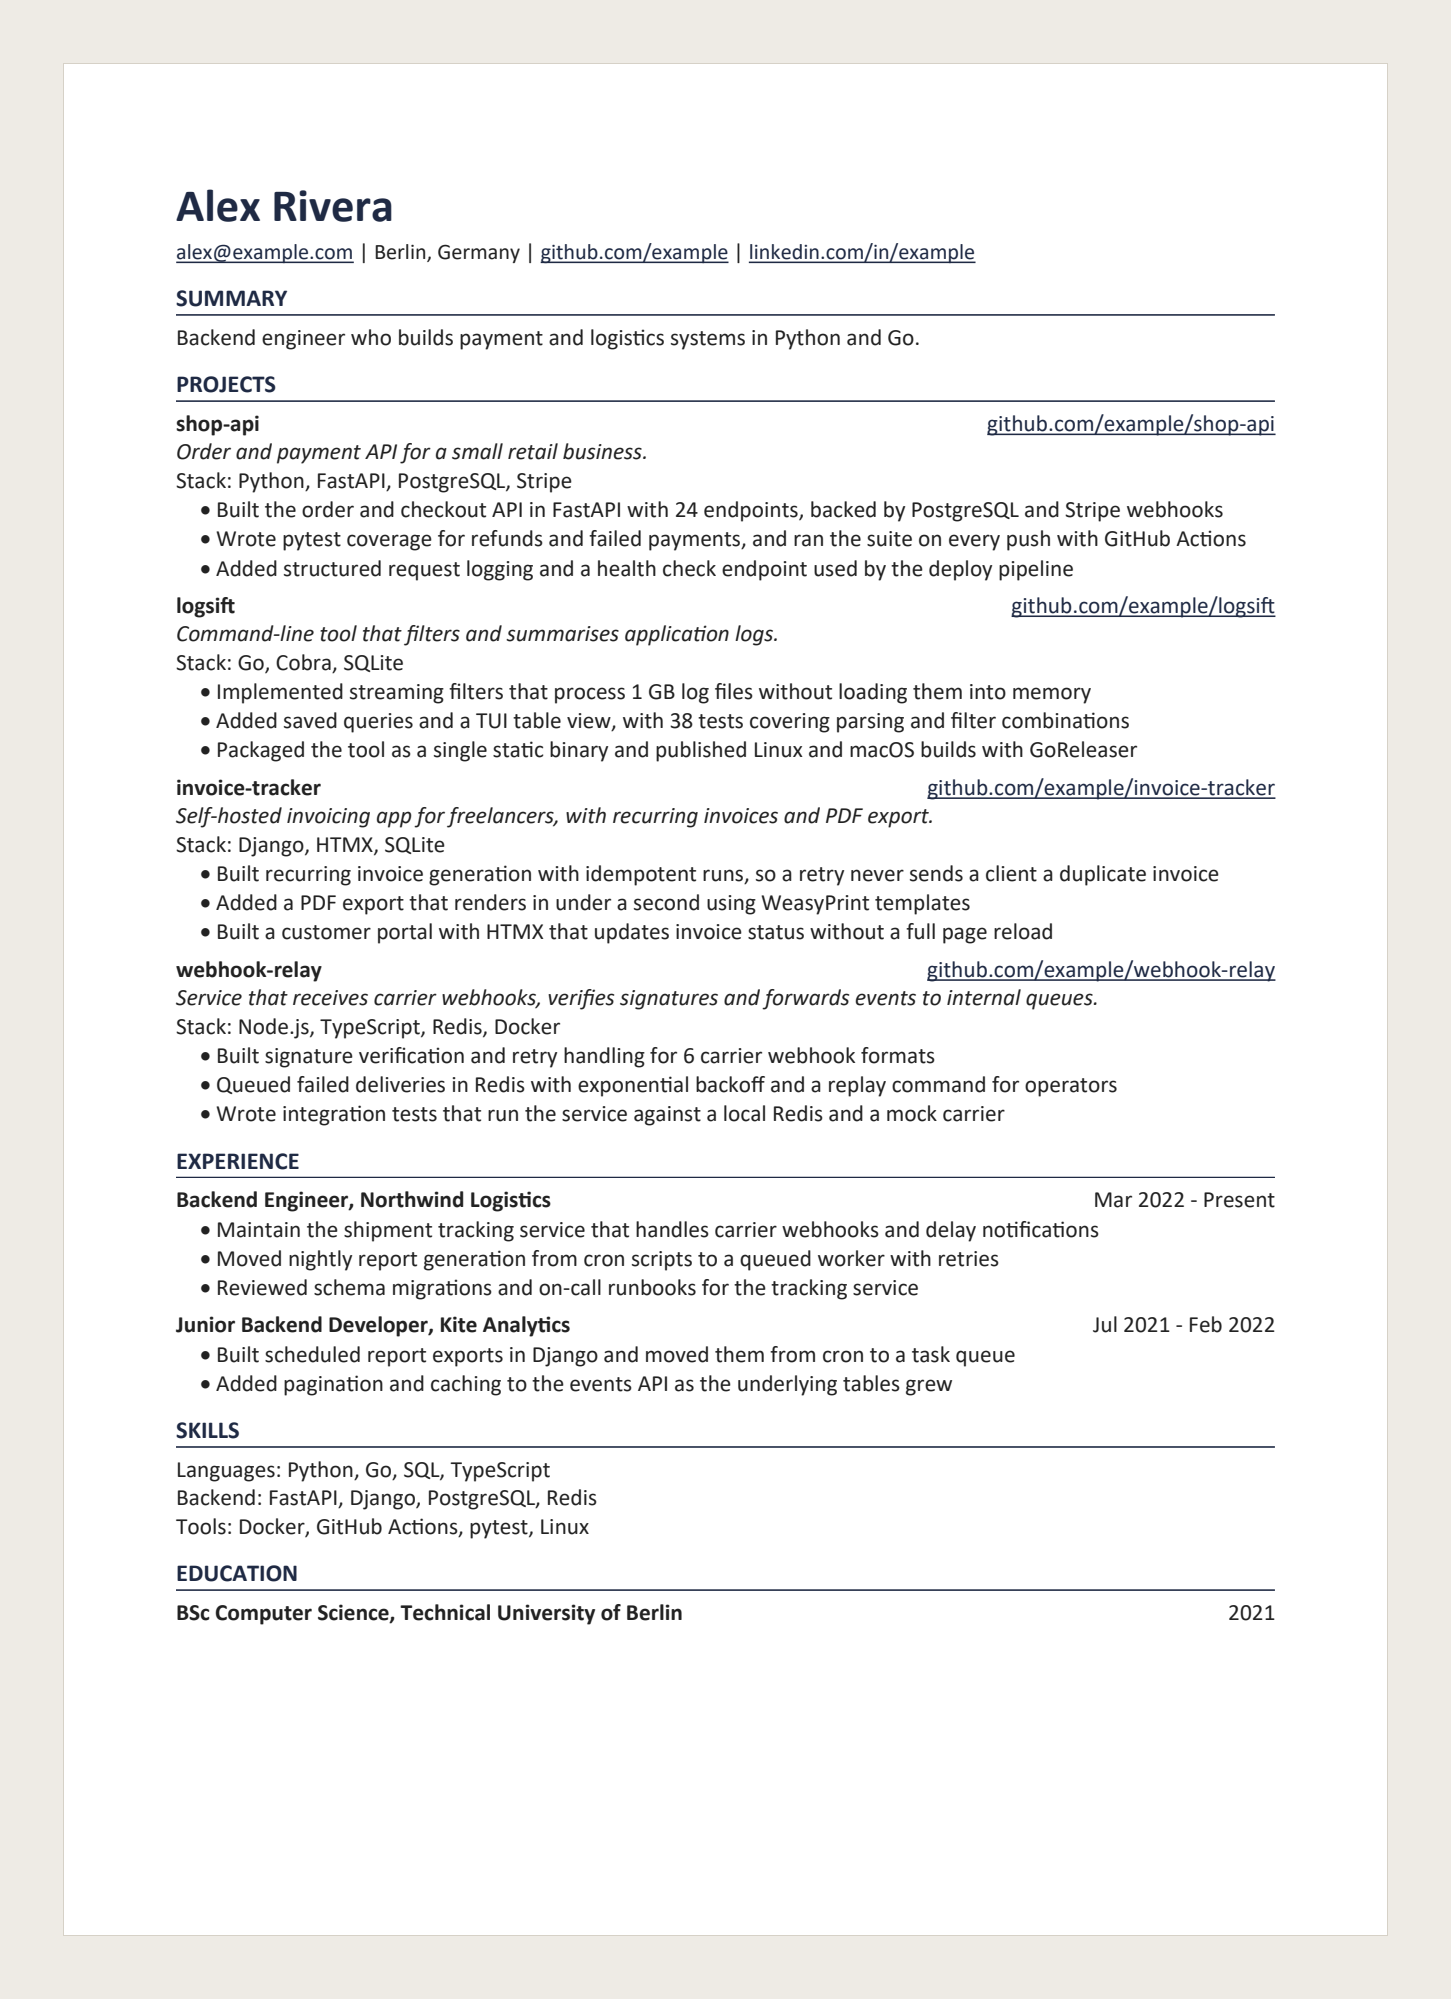 Alex Rivera
alex@example.com | Berlin, Germany | github.com/example | linkedin.com/in/example
SUMMARY
Backend engineer who builds payment and logistics systems in Python and Go.
PROJECTS
shop-api github.com/example/shop-api
Order and payment API for a small retail business.
Stack: Python, FastAPI, PostgreSQL, Stripe
• Built the order and checkout API in FastAPI with 24 endpoints, backed by PostgreSQL and Stripe webhooks
• Wrote pytest coverage for refunds and failed payments, and ran the suite on every push with GitHub Actions
• Added structured request logging and a health check endpoint used by the deploy pipeline
logsift github.com/example/logsift
Command-line tool that filters and summarises application logs.
Stack: Go, Cobra, SQLite
• Implemented streaming filters that process 1 GB log files without loading them into memory
• Added saved queries and a TUI table view, with 38 tests covering parsing and filter combinations
• Packaged the tool as a single static binary and published Linux and macOS builds with GoReleaser
invoice-tracker github.com/example/invoice-tracker
Self-hosted invoicing app for freelancers, with recurring invoices and PDF export.
Stack: Django, HTMX, SQLite
• Built recurring invoice generation with idempotent runs, so a retry never sends a client a duplicate invoice
• Added a PDF export that renders in under a second using WeasyPrint templates
• Built a customer portal with HTMX that updates invoice status without a full page reload
webhook-relay github.com/example/webhook-relay
Service that receives carrier webhooks, verifies signatures and forwards events to internal queues.
Stack: Node.js, TypeScript, Redis, Docker
• Built signature verification and retry handling for 6 carrier webhook formats
• Queued failed deliveries in Redis with exponential backoff and a replay command for operators
• Wrote integration tests that run the service against a local Redis and a mock carrier
EXPERIENCE
Backend Engineer, Northwind Logistics Mar 2022 - Present
• Maintain the shipment tracking service that handles carrier webhooks and delay notifications
• Moved nightly report generation from cron scripts to a queued worker with retries
• Reviewed schema migrations and on-call runbooks for the tracking service
Junior Backend Developer, Kite Analytics Jul 2021 - Feb 2022
• Built scheduled report exports in Django and moved them from cron to a task queue
• Added pagination and caching to the events API as the underlying tables grew
SKILLS
Languages: Python, Go, SQL, TypeScript
Backend: FastAPI, Django, PostgreSQL, Redis
Tools: Docker, GitHub Actions, pytest, Linux
EDUCATION
BSc Computer Science, Technical University of Berlin 2021